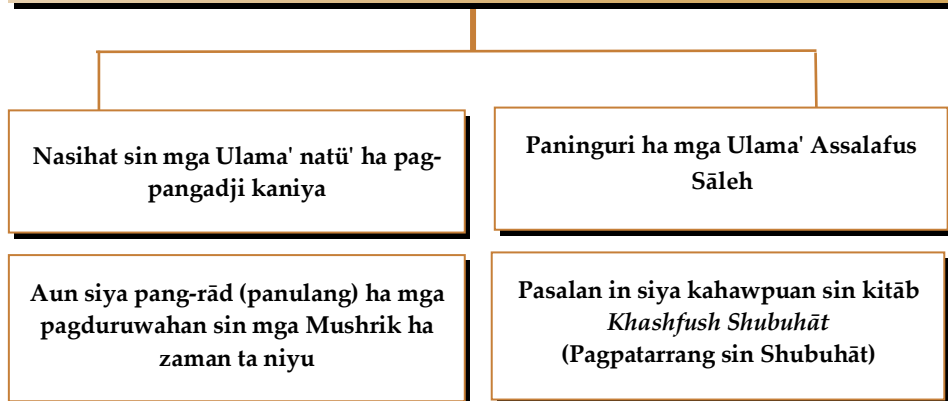 Nasihat sin mga Ulama' natü' ha pag-
pangadji kaniya
Paninguri ha mga Ulama' Assalafus
Sāleh
Aun siya pang-rād (panulang) ha mga
pagduruwahan sin mga Mushrik ha
zaman ta niyu
Pasalan in siya kahawpuan sin kitāb
Khashfush Shubuhāt
(Pagpatarrang sin Shubuhāt)